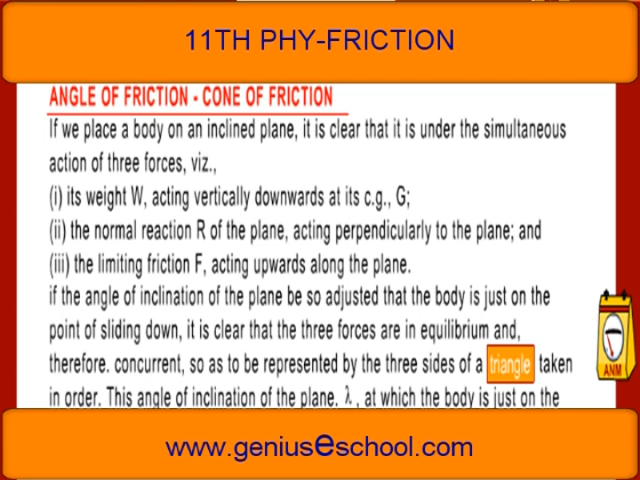 11TH PHY-FRICTION
ANGLE OF FRICTION - CONE OF FRICTION
If we place a body on an inclined plane, it is clear that it is under the simultaneous
action of three forces, viz.,
(i) its weight W, acting vertically downwards at its c.g., G;
(ii) the normal reaction R of the plane, acting perpendicularly to the plane; and
(iii) the limiting friction F, acting upwards along the plane.
if the angle of inclination of the plane be so adjusted that the body is just on the
point of sliding down, it is clear that the three forces are in equilibrium and,
therefore. concurrent, so as to be represented by the three sides of a triangle taken
in order. This angle of inclination of the plane. λ , at which the body is just on the
ANM
www.geniuseschool.com